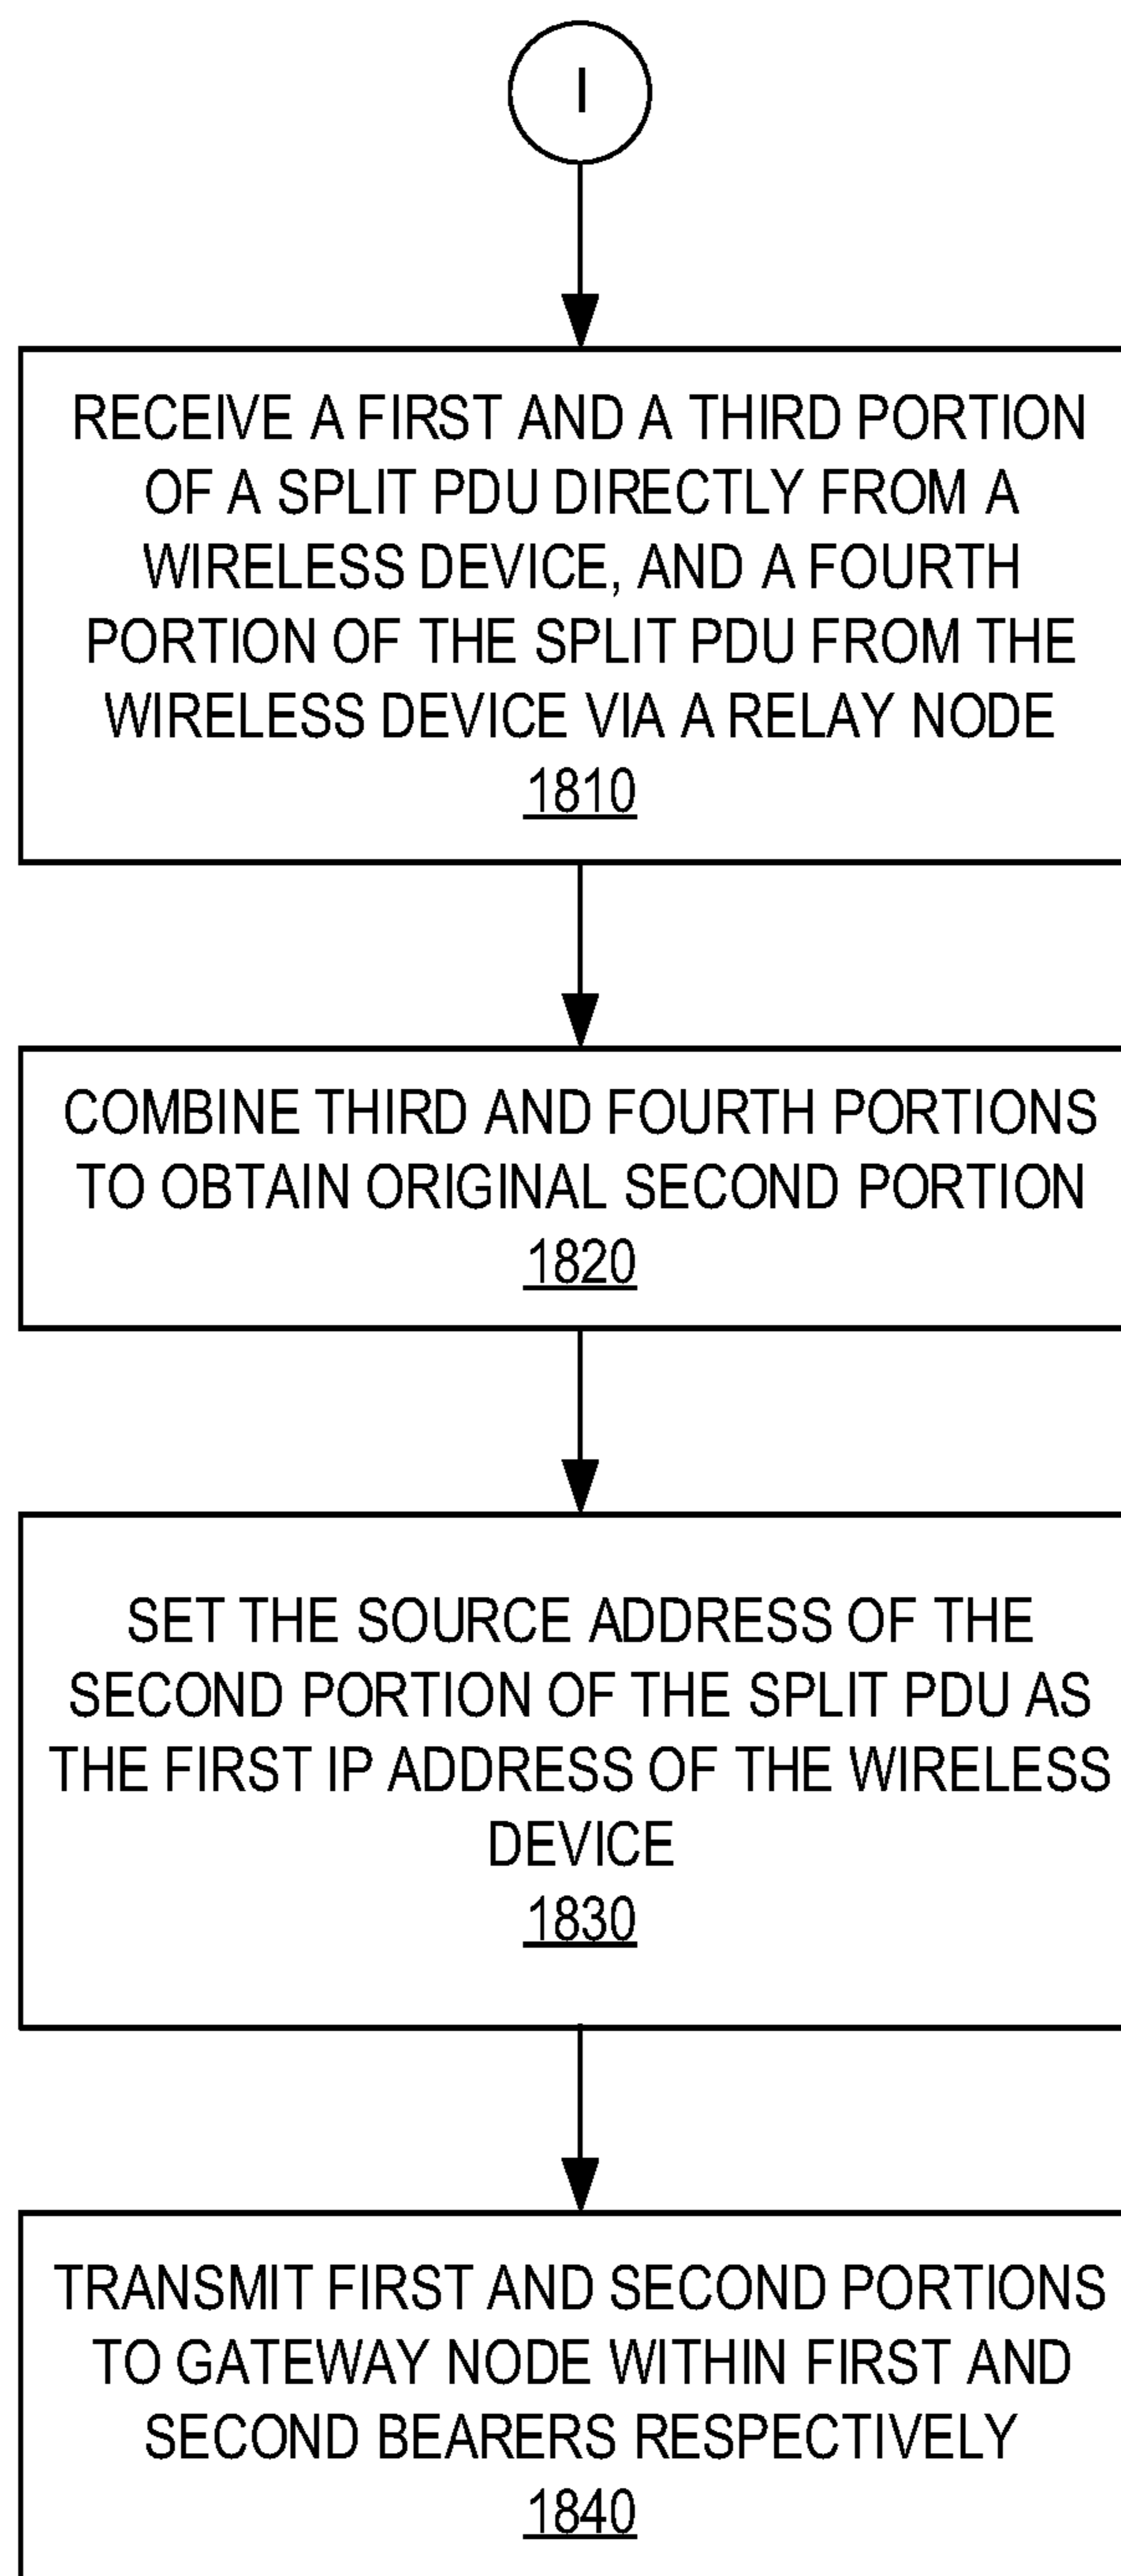 I
RECEIVE A FIRST AND A THIRD PORTION
OF A SPLIT PDU DIRECTLY FROM A
WIRELESS DEVICE, AND A FOURTH
PORTION OF THE SPLIT PDU FROM THE
WIRELESS DEVICE VIA A RELAY NODE
1810
COMBINE THIRD AND FOURTH PORTIONS
TO OBTAIN ORIGINAL SECOND PORTION
1820
SET THE SOURCE ADDRESS OF THE
SECOND PORTION OF THE SPLIT PDU AS
THE FIRST IP ADDRESS OF THE WIRELESS
DEVICE
1830
TRANSMIT FIRST AND SECOND PORTIONS
TO GATEWAY NODE WITHIN FIRST AND
SECOND BEARERS RESPECTIVELY
1840